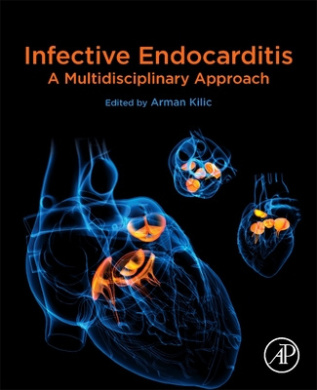 Infective Endocarditis
A Multidisciplinary Approach
Edited by Arman Kilic
AP